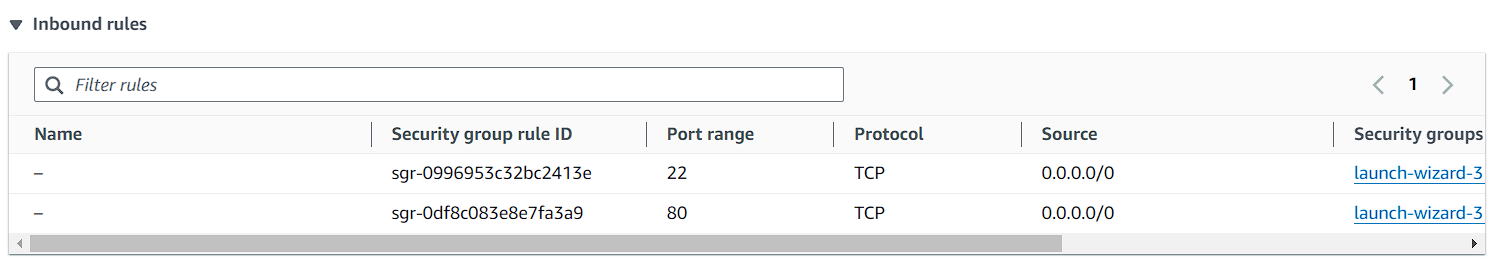 Inbound rules
Filter rules
1
Name Security group rule ID Port range Protocol Source Security groups
– sgr-0996953c32bc2413e 22 TCP 0.0.0.0/0 launch-wizard-3
– sgr-0df8c083e8e7fa3a9 80 TCP 0.0.0.0/0 launch-wizard-3